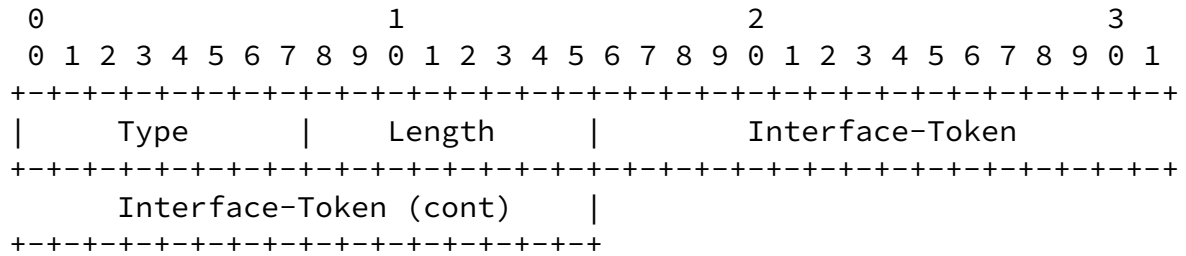 0                   1                   2                   3
 0 1 2 3 4 5 6 7 8 9 0 1 2 3 4 5 6 7 8 9 0 1 2 3 4 5 6 7 8 9 0 1
+-+-+-+-+-+-+-+-+-+-+-+-+-+-+-+-+-+-+-+-+-+-+-+-+-+-+-+-+-+-+-+-+
|     Type      |    Length     |        Interface-Token
+-+-+-+-+-+-+-+-+-+-+-+-+-+-+-+-+-+-+-+-+-+-+-+-+-+-+-+-+-+-+-+-+
      Interface-Token (cont)    |
+-+-+-+-+-+-+-+-+-+-+-+-+-+-+-+-+